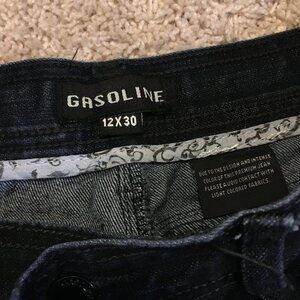 GASOLINE
12X30
DUE TO THE DESIGN AND INTENSE
COLOR OF THIS PREMIUM JEAN
PLEASE AUDIO CONTACT WITH
LIGHT COLORED FABRICS.